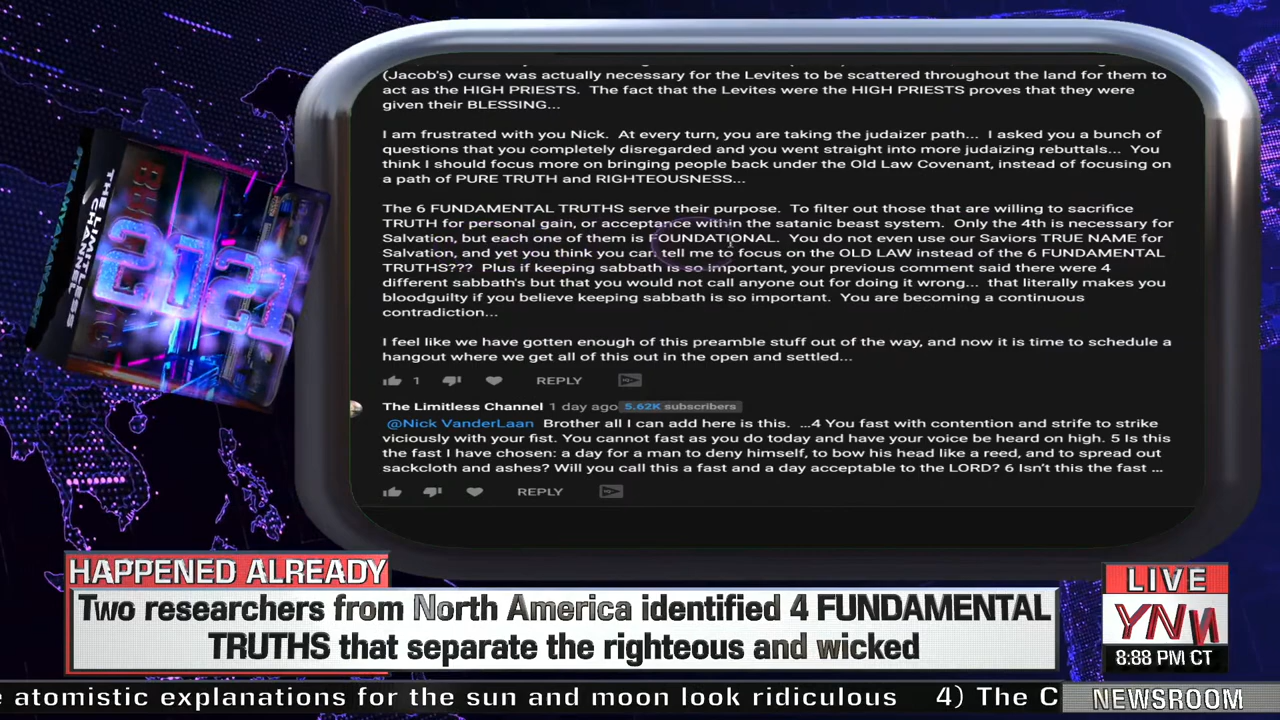 (Jacob's) curse was actually necessary for the Levites to be scattered throughout the land for them to
act as the HIGH PRIESTS. The fact that the Levites were the HIGH PRIESTS proves that they were
given their BLESSING...
I am frustrated with you Nick. At every turn, you are taking the judaizer path... I asked you a bunch of
questions that you completely disregarded and you went straight into more judaizing rebuttals... You
think I should focus more on bringing people back under the Old Law Covenant, instead of focusing on
a path of PURE TRUTH and RIGHTEOUSNESS...
The 6 FUNDAMENTAL TRUTHS serve their purpose. To filter out those that are willing to sacrifice
TRUTH for personal gain, or acceptance within the satanic beast system. Only the 4th is necessary for
Salvation, but each one of them is FOUNDATIONAL. You do not even use our Saviors TRUE NAME for
Salvation, and yet you think you can tell me to focus on the OLD LAW instead of the 6 FUNDAMENTAL
TRUTHS??? Plus if keeping sabbath is so important, your previous comment said there were 4
different sabbath's but that you would not call anyone out for doing it wrong... that literally makes you
bloodguilty if you believe keeping sabbath is so important. You are becoming a continuous
contradiction...
I feel like we have gotten enough of this preamble stuff out of the way, and now it is time to schedule a
hangout where we get all of this out in the open and settled...
1 REPLY
The Limitless Channel 1 day ago 5.62K subscribers
@Nick VanderLaan Brother all I can add here is this. ...4 You fast with contention and strife to strike
viciously with your fist. You cannot fast as you do today and have your voice be heard on high. 5 Is this
the fast I have chosen: a day for a man to deny himself, to bow his head like a reed, and to spread out
sackcloth and ashes? Will you call this a fast and a day acceptable to the LORD? 6 Isn't this the fast ...
REPLY
THE LIMITLESS
CHANNEL
2021
HAPPENED ALREADY
Two researchers from North America identified 4 FUNDAMENTAL
TRUTHS that separate the righteous and wicked
LIVE
YNN
8:88 PM CT
e atomistic explanations for the sun and moon look ridiculous 4) The C
NEWSROOM